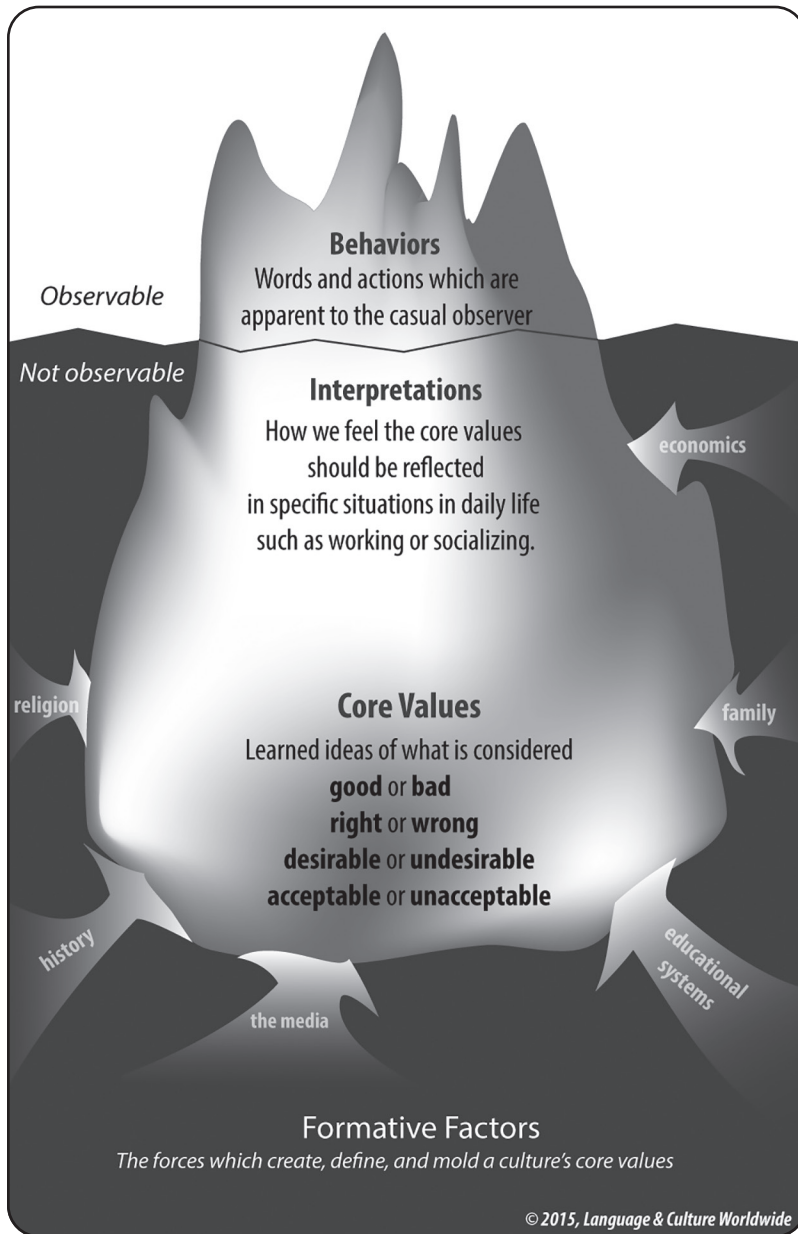 Behaviors
Words and actions which are
apparent to the casual observer
Observable
Not observable
Interpretations
How we feel the core values
should be reflected
in specific situations in daily life
such as working or socializing.
economics
religion
family
Core Values
Learned ideas of what is considered
good or bad
right or wrong
desirable or undesirable
acceptable or unacceptable
history
educational
systems
the media
Formative Factors
The forces which create, define, and mold a culture's core values
© 2015, Language & Culture Worldwide